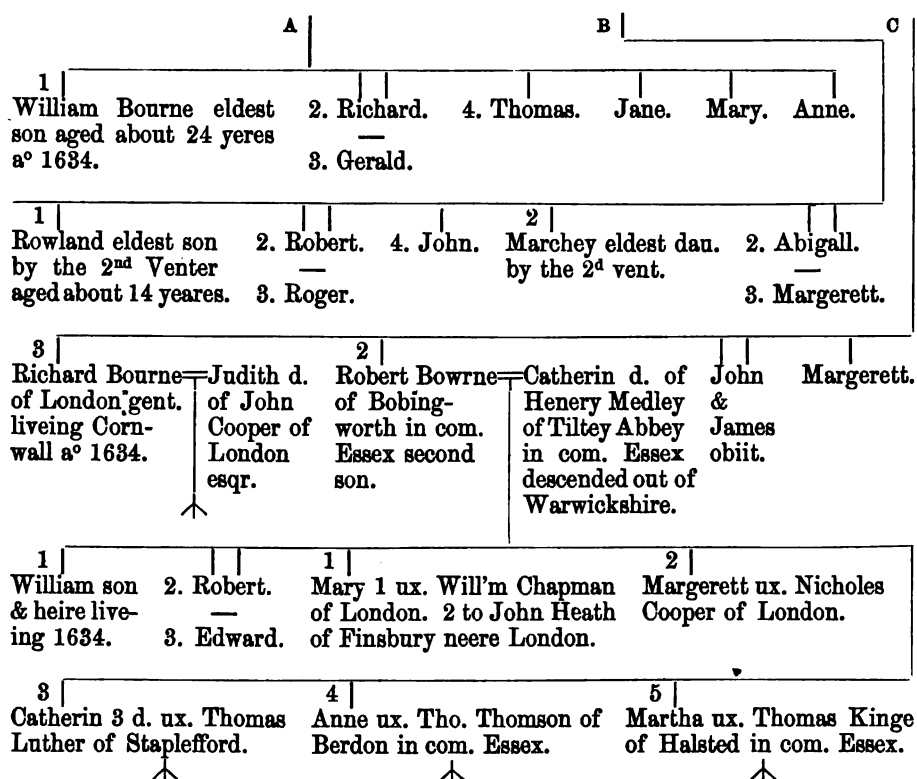 A B C
1
William Bourne eldest
son aged about 24 yeres
aº 1634.
2. Richard.
—
3. Gerald.
4. Thomas. Jane. Mary. Anne.
1
Rowland eldest son
by the 2nd Venter
aged about 14 yeares.
2. Robert.
—
3. Roger.
4. John.
2
Marchey eldest dau.
by the 2d vent.
2. Abigall.
—
3. Margerett.
3
Richard Bourne
of London gent.
liveing Corn-
wall aº 1634.
Judith d.
of John
Cooper of
London
esqr.
2
Robert Bowrne
of Bobing-
worth in com.
Essex second
son.
Catherin d. of
Henery Medley
of Tiltey Abbey
in com. Essex
descended out of
Warwickshire.
John
&
James
obiit.
Margerett.
1
William son
& heire live-
ing 1634.
2. Robert.
—
3. Edward.
1
Mary 1 ux. Will'm Chapman
of London. 2 to John Heath
of Finsbury neere London.
2
Margerett ux. Nicholes
Cooper of London.
3
Catherin 3 d. ux. Thomas
Luther of Staplefford.
4
Anne ux. Tho. Thomson of
Berdon in com. Essex.
5
Martha ux. Thomas Kinge
of Halsted in com. Essex.